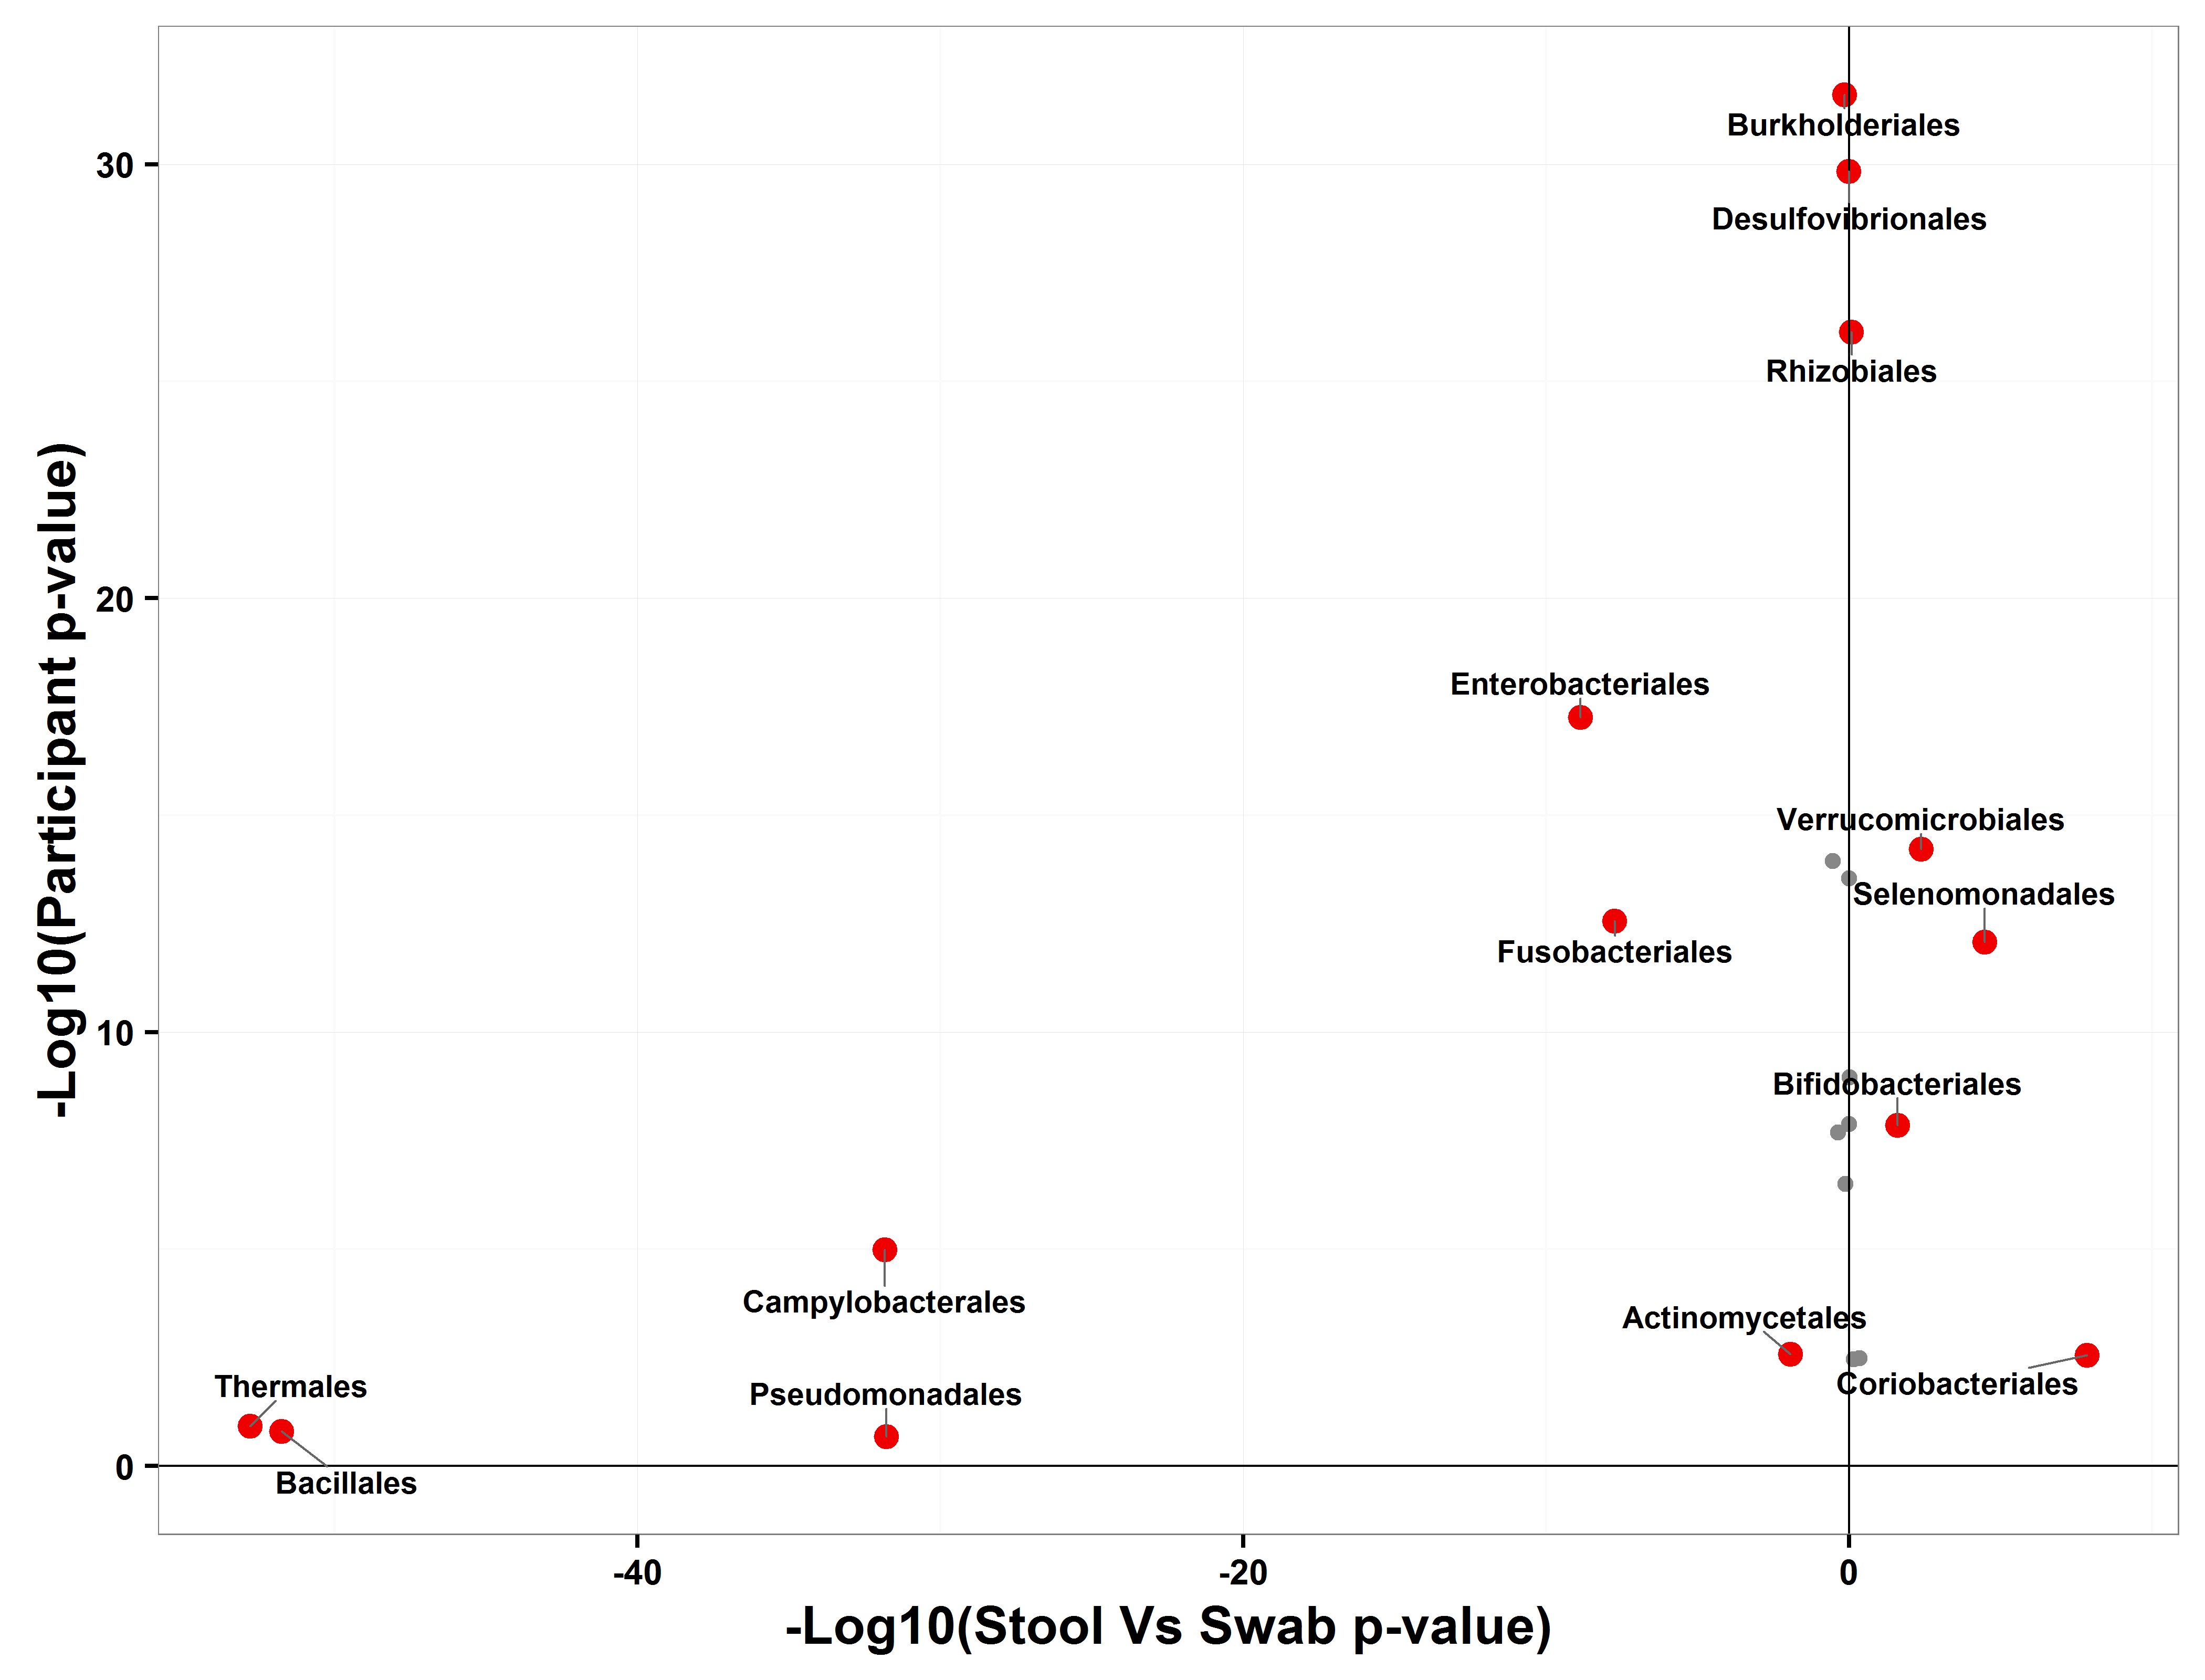 Burkholderiales
30
Desulfovibrionales
Rhizobiales
20
Enterobacteriales
Verrucomicrobiales
Selenomonadales
Fusobacteriales
10
Bifidobacteriales
Campylobacterales
Actinomycetales
Coriobacteriales
Thermales
Pseudomonadales
0
Bacillales
-40
-20
0
-Log10(Stool Vs Swab p-value)
-Log10(Participant p-value)